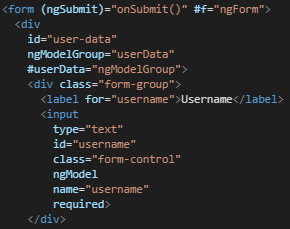 <form (ngSubmit)="onSubmit()" #f="ngForm">
  <div
    id="user-data"
    ngModelGroup="userData"
    #userData="ngModelGroup">
    <div class="form-group">
      <label for="username">Username</label>
      <input
        type="text"
        id="username"
        class="form-control"
        ngModel
        name="username"
        required>
    </div>